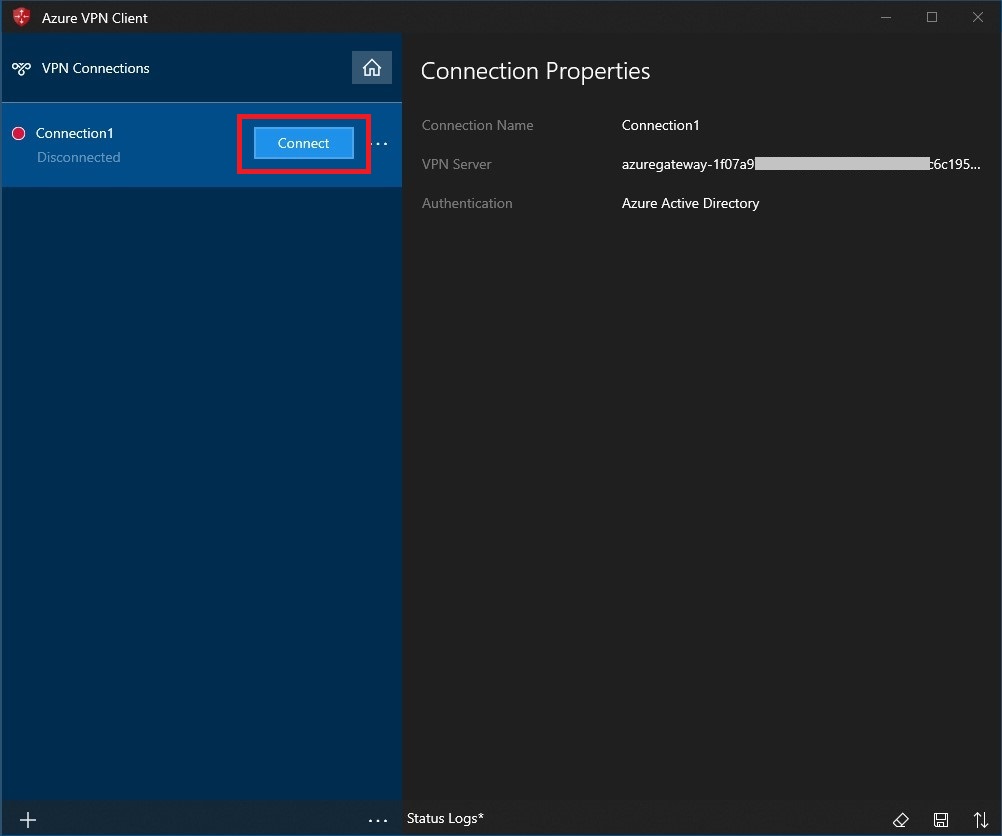 Azure VPN Client
VPN Connections
Connection1
Disconnected
Connect
...
Connection Properties
Connection Name
Connection1
VPN Server
azuregateway-1f07a9 c6c195...
Authentication
Azure Active Directory
...
Status Logs*